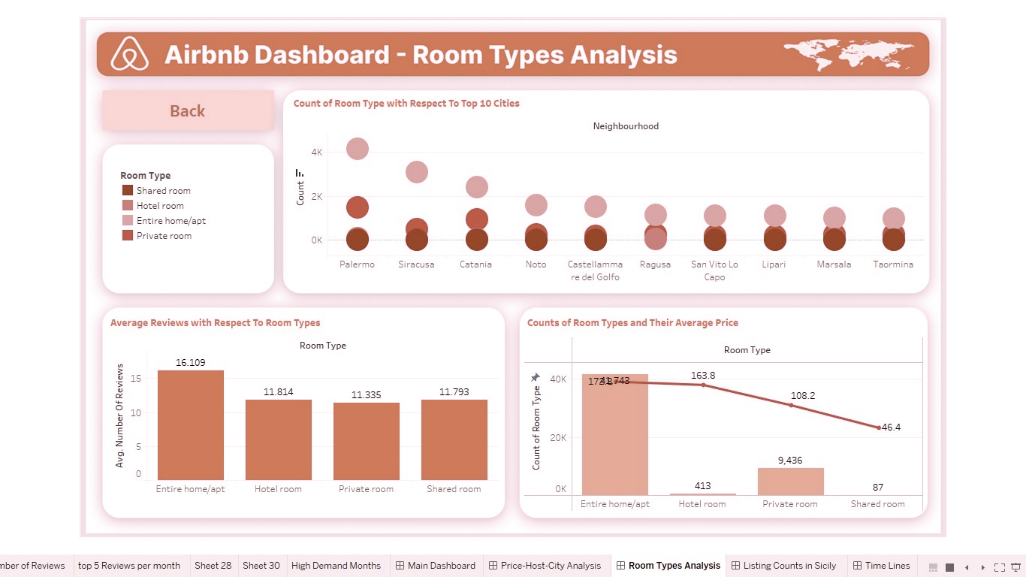 Airbnb Dashboard - Room Types Analysis
Back
Room Type
Shared room
Hotel room
Entire home/apt
Private room
Count of Room Type with Respect To Top 10 Cities
Neighbourhood
Count
4K
2K
0K
Palermo Siracusa Catania Noto Castellamma Ragusa San Vito Lo Lipari Marsala Taormina
re del Golfo Capo
Average Reviews with Respect To Room Types
Room Type
Avg. Number Of Reviews
15
10
5
0
16.109 11.814 11.335 11.793
Entire home/apt Hotel room Private room Shared room
Counts of Room Types and Their Average Price
Room Type
Count of Room Type
40K
20K
0K
41,743 163.8 108.2 46.4
413 9,436 87
Entire home/apt Hotel room Private room Shared room
mber of Reviews top 5 Reviews per month Sheet 28 Sheet 30 High Demand Months Main Dashboard Price-Host-City Analysis Room Types Analysis Listing Counts in Sicily Time Lines